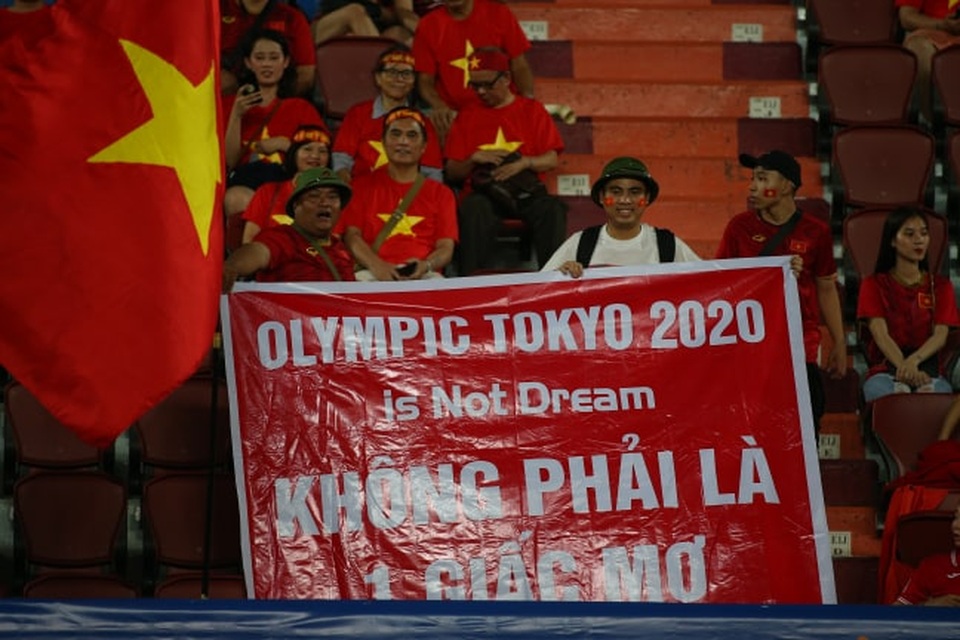 OLYMPIC TOKYO 2020
is Not Dream
KHÔNG PHẢI LÀ
1 GIẤC MƠ